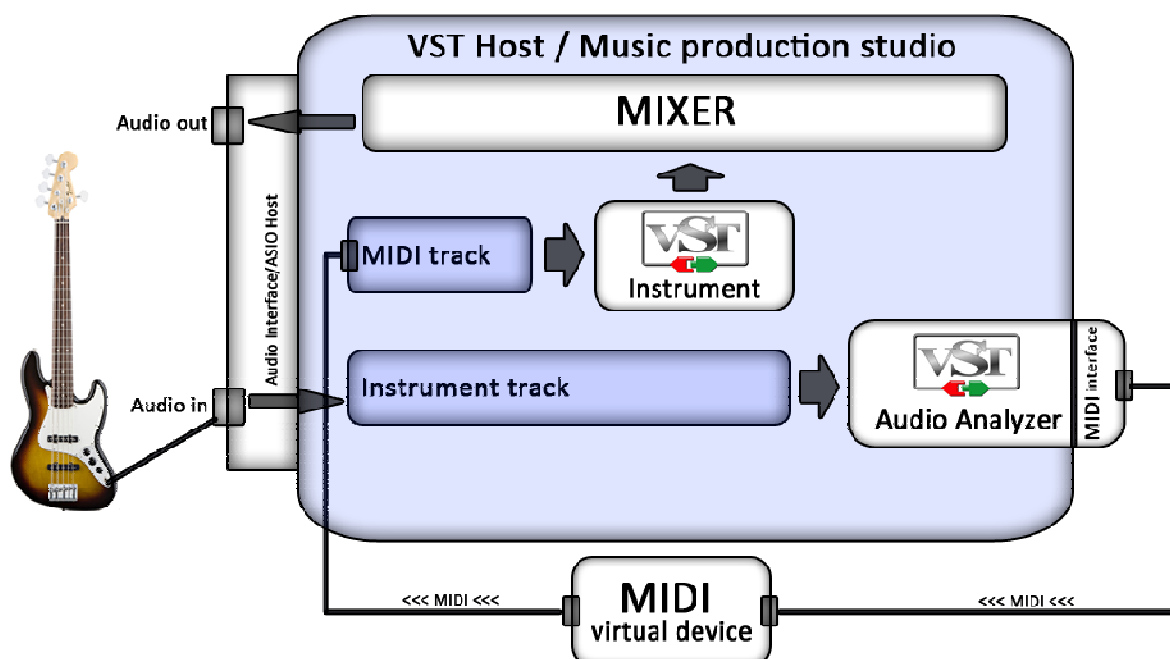 VST Host / Music production studio
MIXER
Audio out
Audio Interface/ASIO Host
MIDI track
VST
Instrument
Instrument track
Audio in
VST
Audio Analyzer
MIDI interface
<<< MIDI <<<
MIDI
virtual device
<<< MIDI <<<